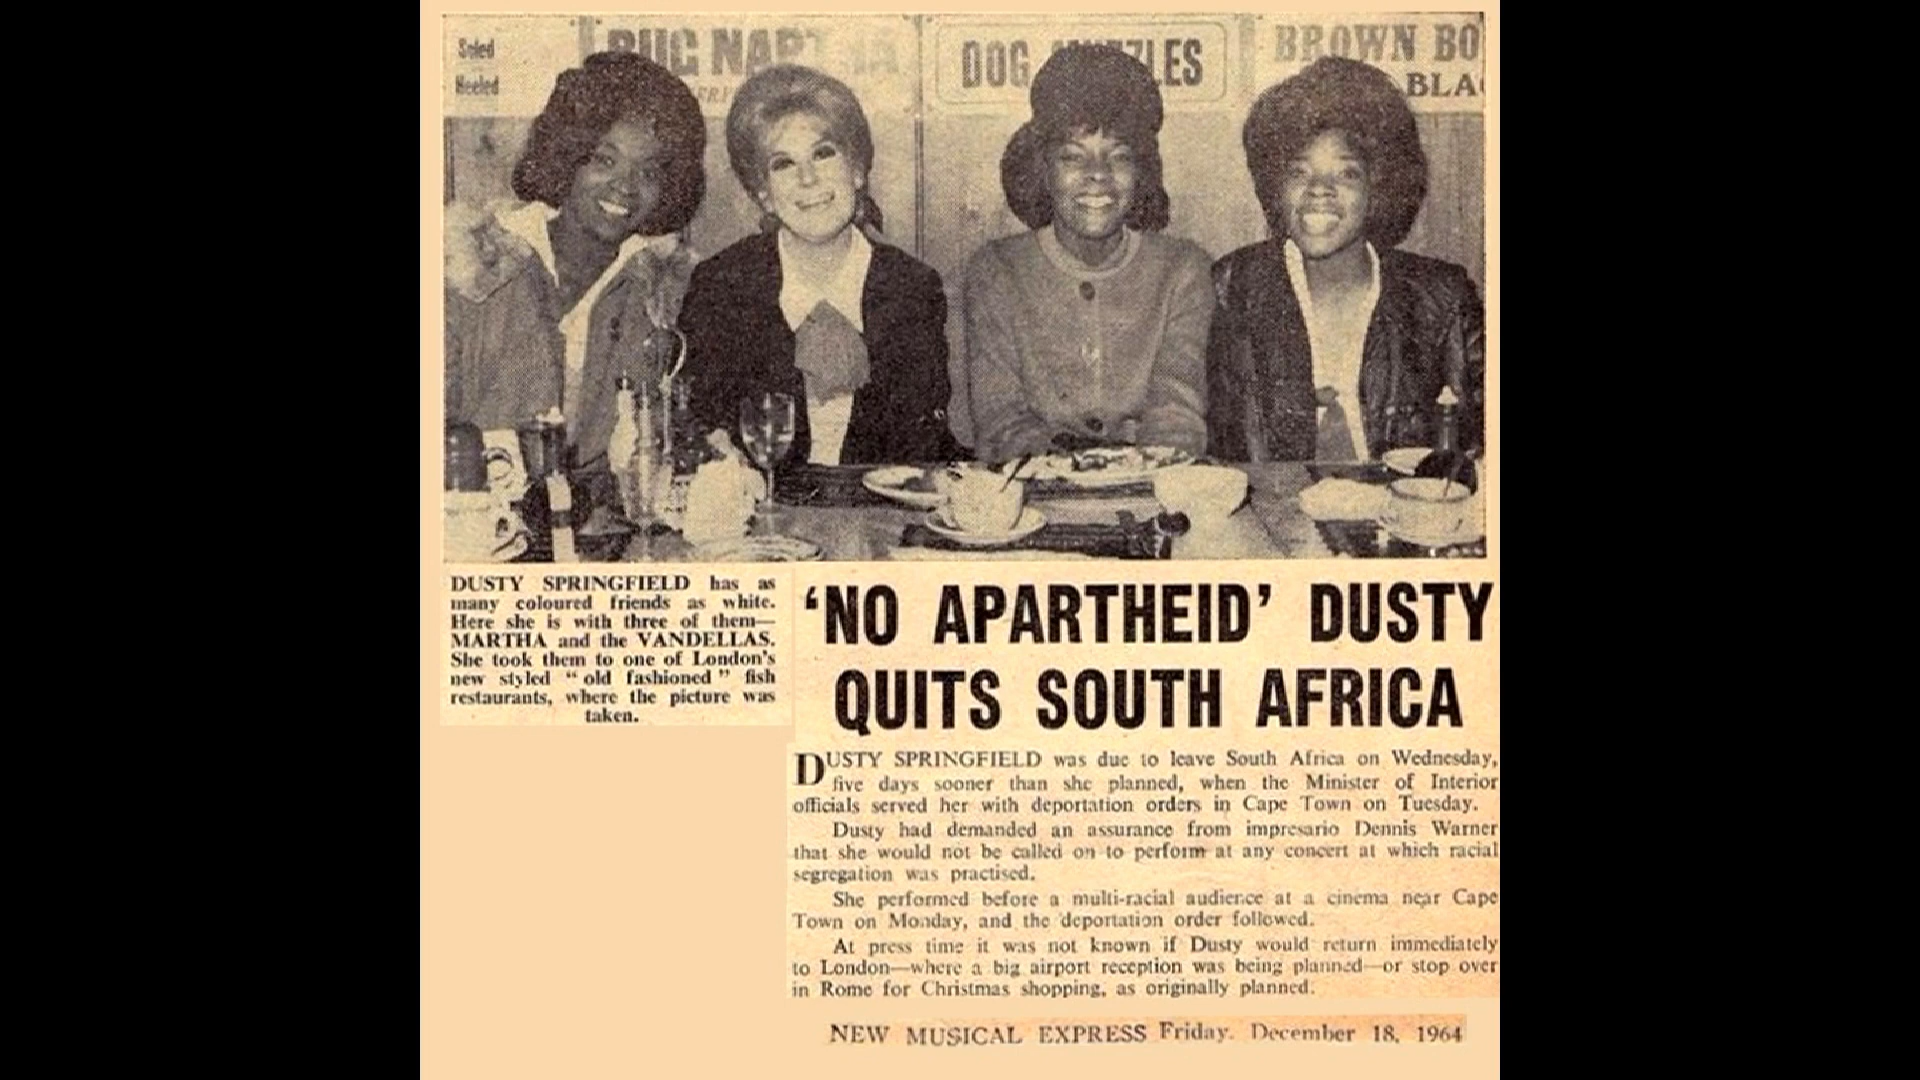 Soled
Heeled
DOG
LES
BROWN BO
BLA
DUSTY SPRINGFIELD has as
many coloured friends as white.
Here she is with three of them—
MARTHA and the VANDELLAS.
She took them to one of London's
new styled " old fashioned " fish
restaurants, where the picture was
taken.
'NO APARTHEID' DUSTY
QUITS SOUTH AFRICA
DUSTY SPRINGFIELD was due to leave South Africa on Wednesday,
five days sooner than she planned, when the Minister of Interior
officials served her with deportation orders in Cape Town on Tuesday.
Dusty had demanded an assurance from impresario Dennis Warner
that she would not be called on to perform at any concert at which racial
segregation was practised.
She performed before a multi-racial audience at a cinema near Cape
Town on Monday, and the deportation order followed.
At press time it was not known if Dusty would return immediately
to London—where a big airport reception was being planned—or stop over
in Rome for Christmas shopping, as originally planned.
NEW MUSICAL EXPRESS Friday. December 18, 1964